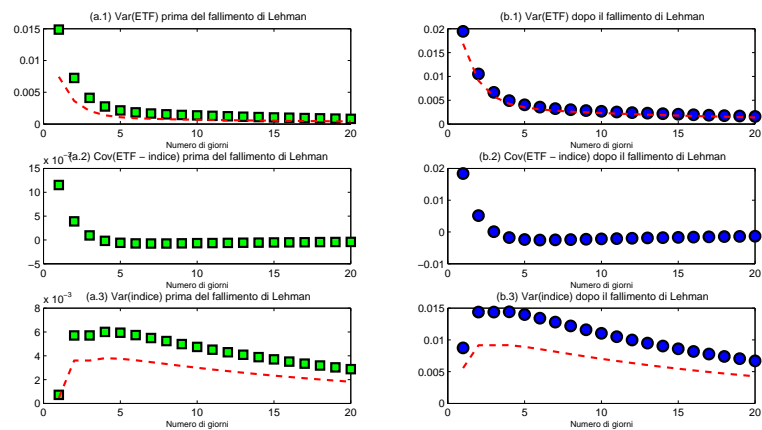 (a.1) Var(ETF) prima del fallimento di Lehman
0.015
0.01
0.005
0
0 5 10 15 20
Numero di giorni
(b.1) Var(ETF) dopo il fallimento di Lehman
0.02
0.015
0.01
0.005
0
0 5 10 15 20
Numero di giorni
x 10⁻³
(a.2) Cov(ETF − indice) prima del fallimento di Lehman
15
10
5
0
−5
0 5 10 15 20
Numero di giorni
(b.2) Cov(ETF − indice) dopo il fallimento di Lehman
0.02
0.01
0
−0.01
0 5 10 15 20
Numero di giorni
x 10⁻³
(a.3) Var(indice) prima del fallimento di Lehman
8
6
4
2
0
0 5 10 15 20
Numero di giorni
(b.3) Var(indice) dopo il fallimento di Lehman
0.015
0.01
0.005
0
0 5 10 15 20
Numero di giorni